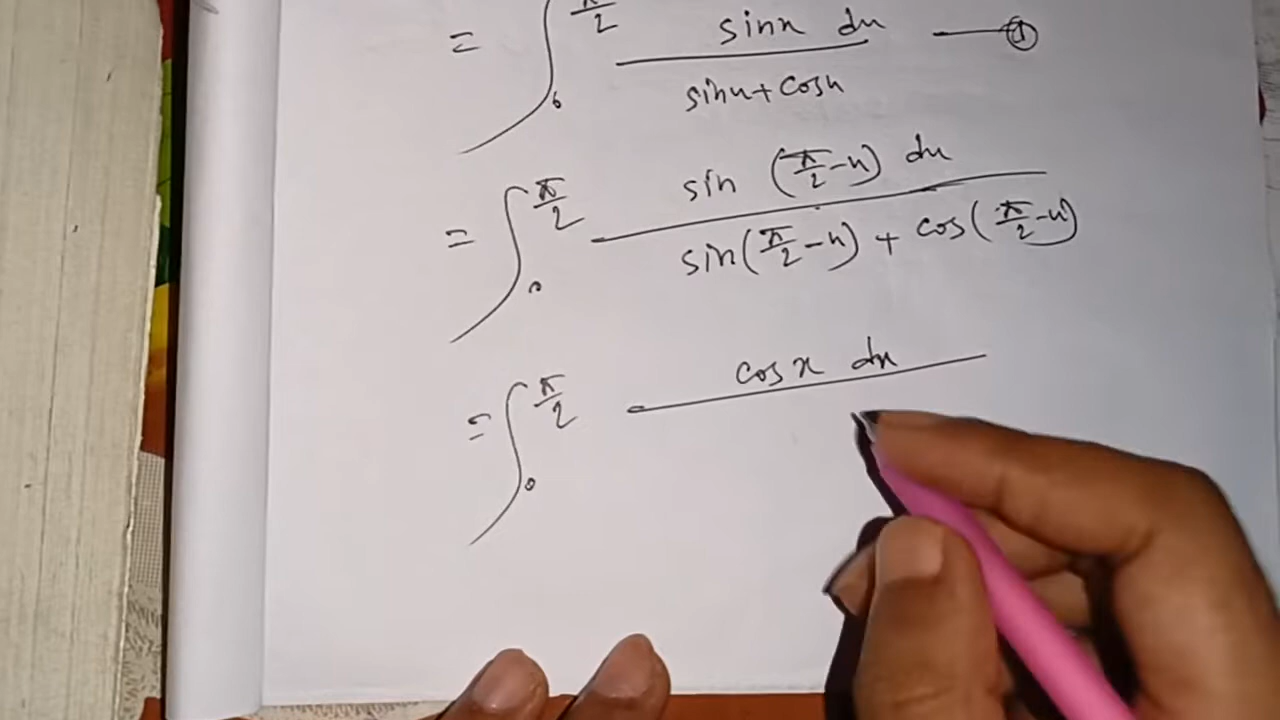 = ∫₀^(π/2) sinx dx / (sinx + cosx) —— ①
= ∫₀^(π/2) sin(π/2 - x) dx / (sin(π/2 - x) + cos(π/2 - x))
= ∫₀^(π/2) cosx dx /